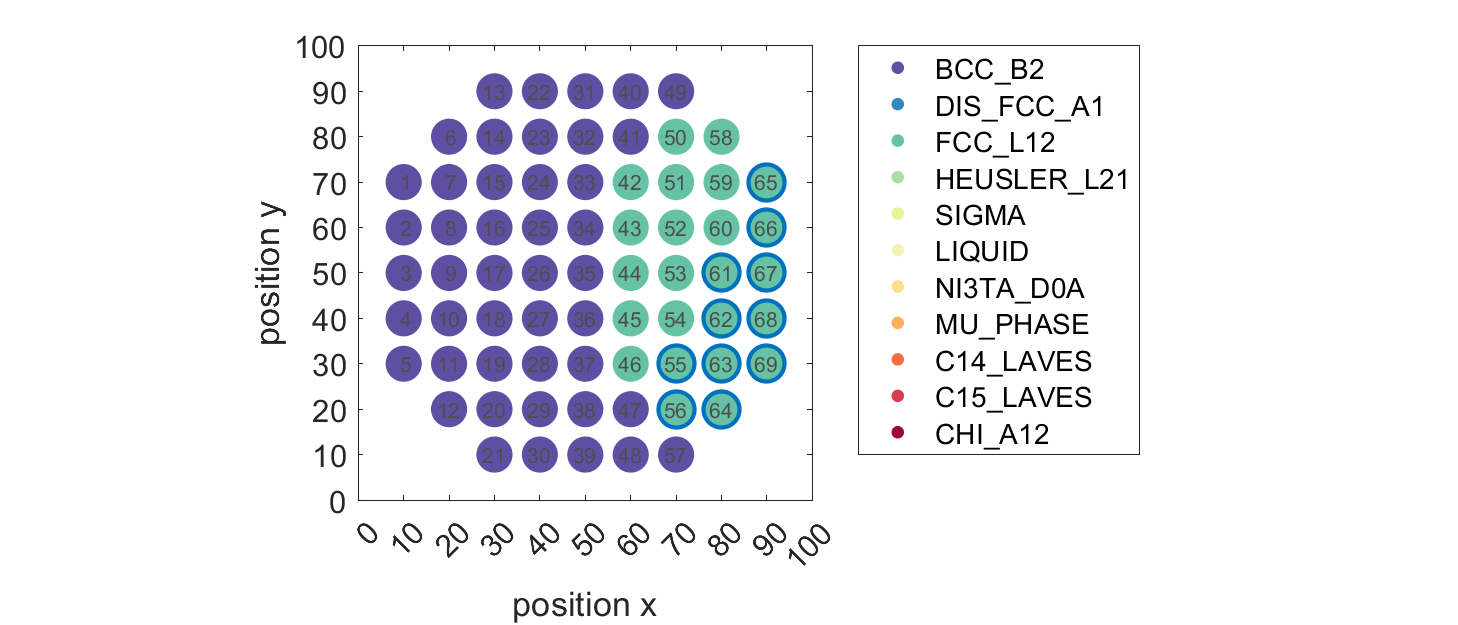 100
90
80
70
60
50
40
30
20
10
0
position y
13 22 31 40 49
6 14 23 32 41 50 58
1 7 15 24 33 42 51 59 65
2 8 16 25 34 43 52 60 66
3 9 17 26 35 44 53 61 67
4 10 18 27 36 45 54 62 68
5 11 19 28 37 46 55 63 69
12 20 29 38 47 56 64
21 30 39 48 57
0 10 20 30 40 50 60 70 80 90 100
position x
BCC_B2
DIS_FCC_A1
FCC_L12
HEUSLER_L21
SIGMA
LIQUID
NI3TA_D0A
MU_PHASE
C14_LAVES
C15_LAVES
CHI_A12